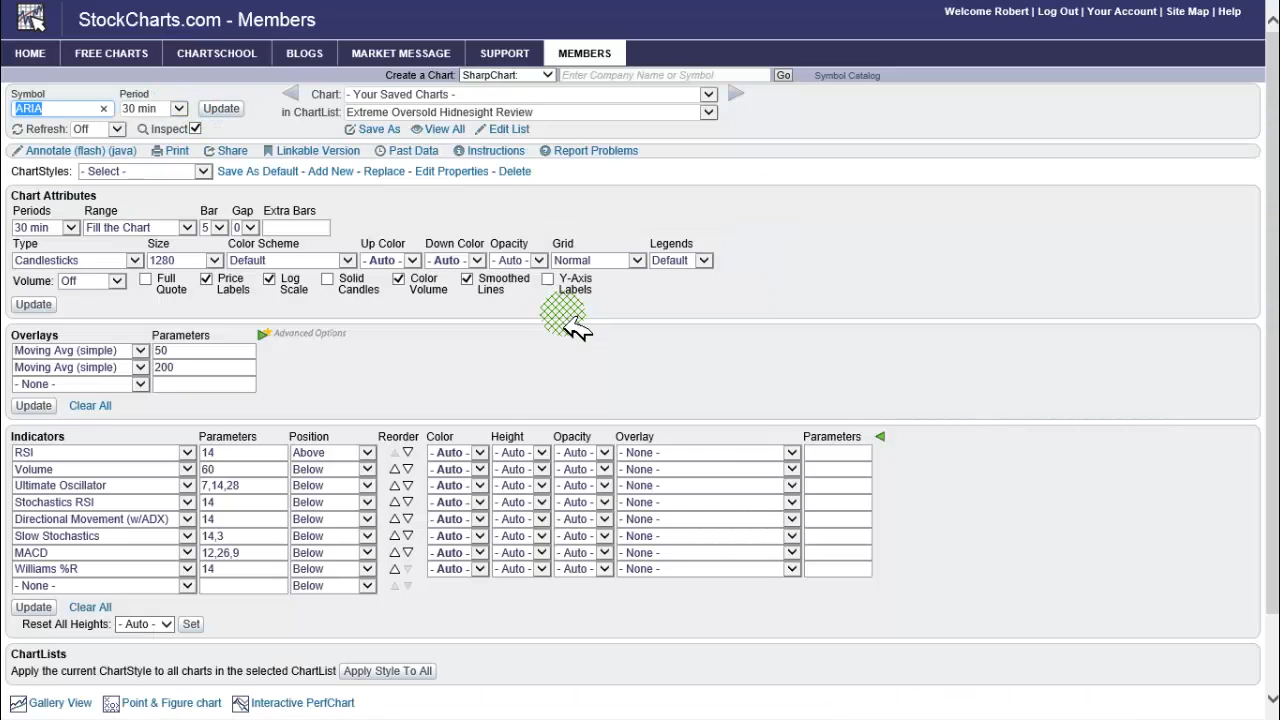 StockCharts.com - Members
Welcome Robert | Log Out | Your Account | Site Map | Help
HOME FREE CHARTS CHARTSCHOOL BLOGS MARKET MESSAGE SUPPORT MEMBERS
Create a Chart: SharpChart: Enter Company Name or Symbol Go Symbol Catalog
Symbol Period Chart: - Your Saved Charts -
ARIA × 30 min Update in ChartList: Extreme Oversold Hidnesight Review
Refresh: Off Inspect Save As View All Edit List
Annotate (flash) (java) Print Share Linkable Version Past Data Instructions Report Problems
ChartStyles: - Select - Save As Default - Add New - Replace - Edit Properties - Delete
Chart Attributes
Periods Range Bar Gap Extra Bars
30 min Fill the Chart 5 0
Type Size Color Scheme Up Color Down Color Opacity Grid Legends
Candlesticks 1280 Default - Auto - - Auto - - Auto - Normal Default
Volume: Off Full Quote Price Labels Log Scale Solid Candles Color Volume Smoothed Lines Y-Axis Labels
Update
Overlays Parameters Advanced Options
Moving Avg (simple) 50
Moving Avg (simple) 200
- None -
Update Clear All
Indicators Parameters Position Reorder Color Height Opacity Overlay Parameters
RSI 14 Above - Auto - - Auto - - Auto - - None -
Volume 60 Below - Auto - - Auto - - Auto - - None -
Ultimate Oscillator 7,14,28 Below - Auto - - Auto - - Auto - - None -
Stochastics RSI 14 Below - Auto - - Auto - - Auto - - None -
Directional Movement (w/ADX) 14 Below - Auto - - Auto - - Auto - - None -
Slow Stochastics 14,3 Below - Auto - - Auto - - Auto - - None -
MACD 12,26,9 Below - Auto - - Auto - - Auto - - None -
Williams %R 14 Below - Auto - - Auto - - Auto - - None -
- None - Below
Update Clear All
Reset All Heights: - Auto - Set
ChartLists
Apply the current ChartStyle to all charts in the selected ChartList Apply Style To All
Gallery View Point & Figure chart Interactive PerfChart